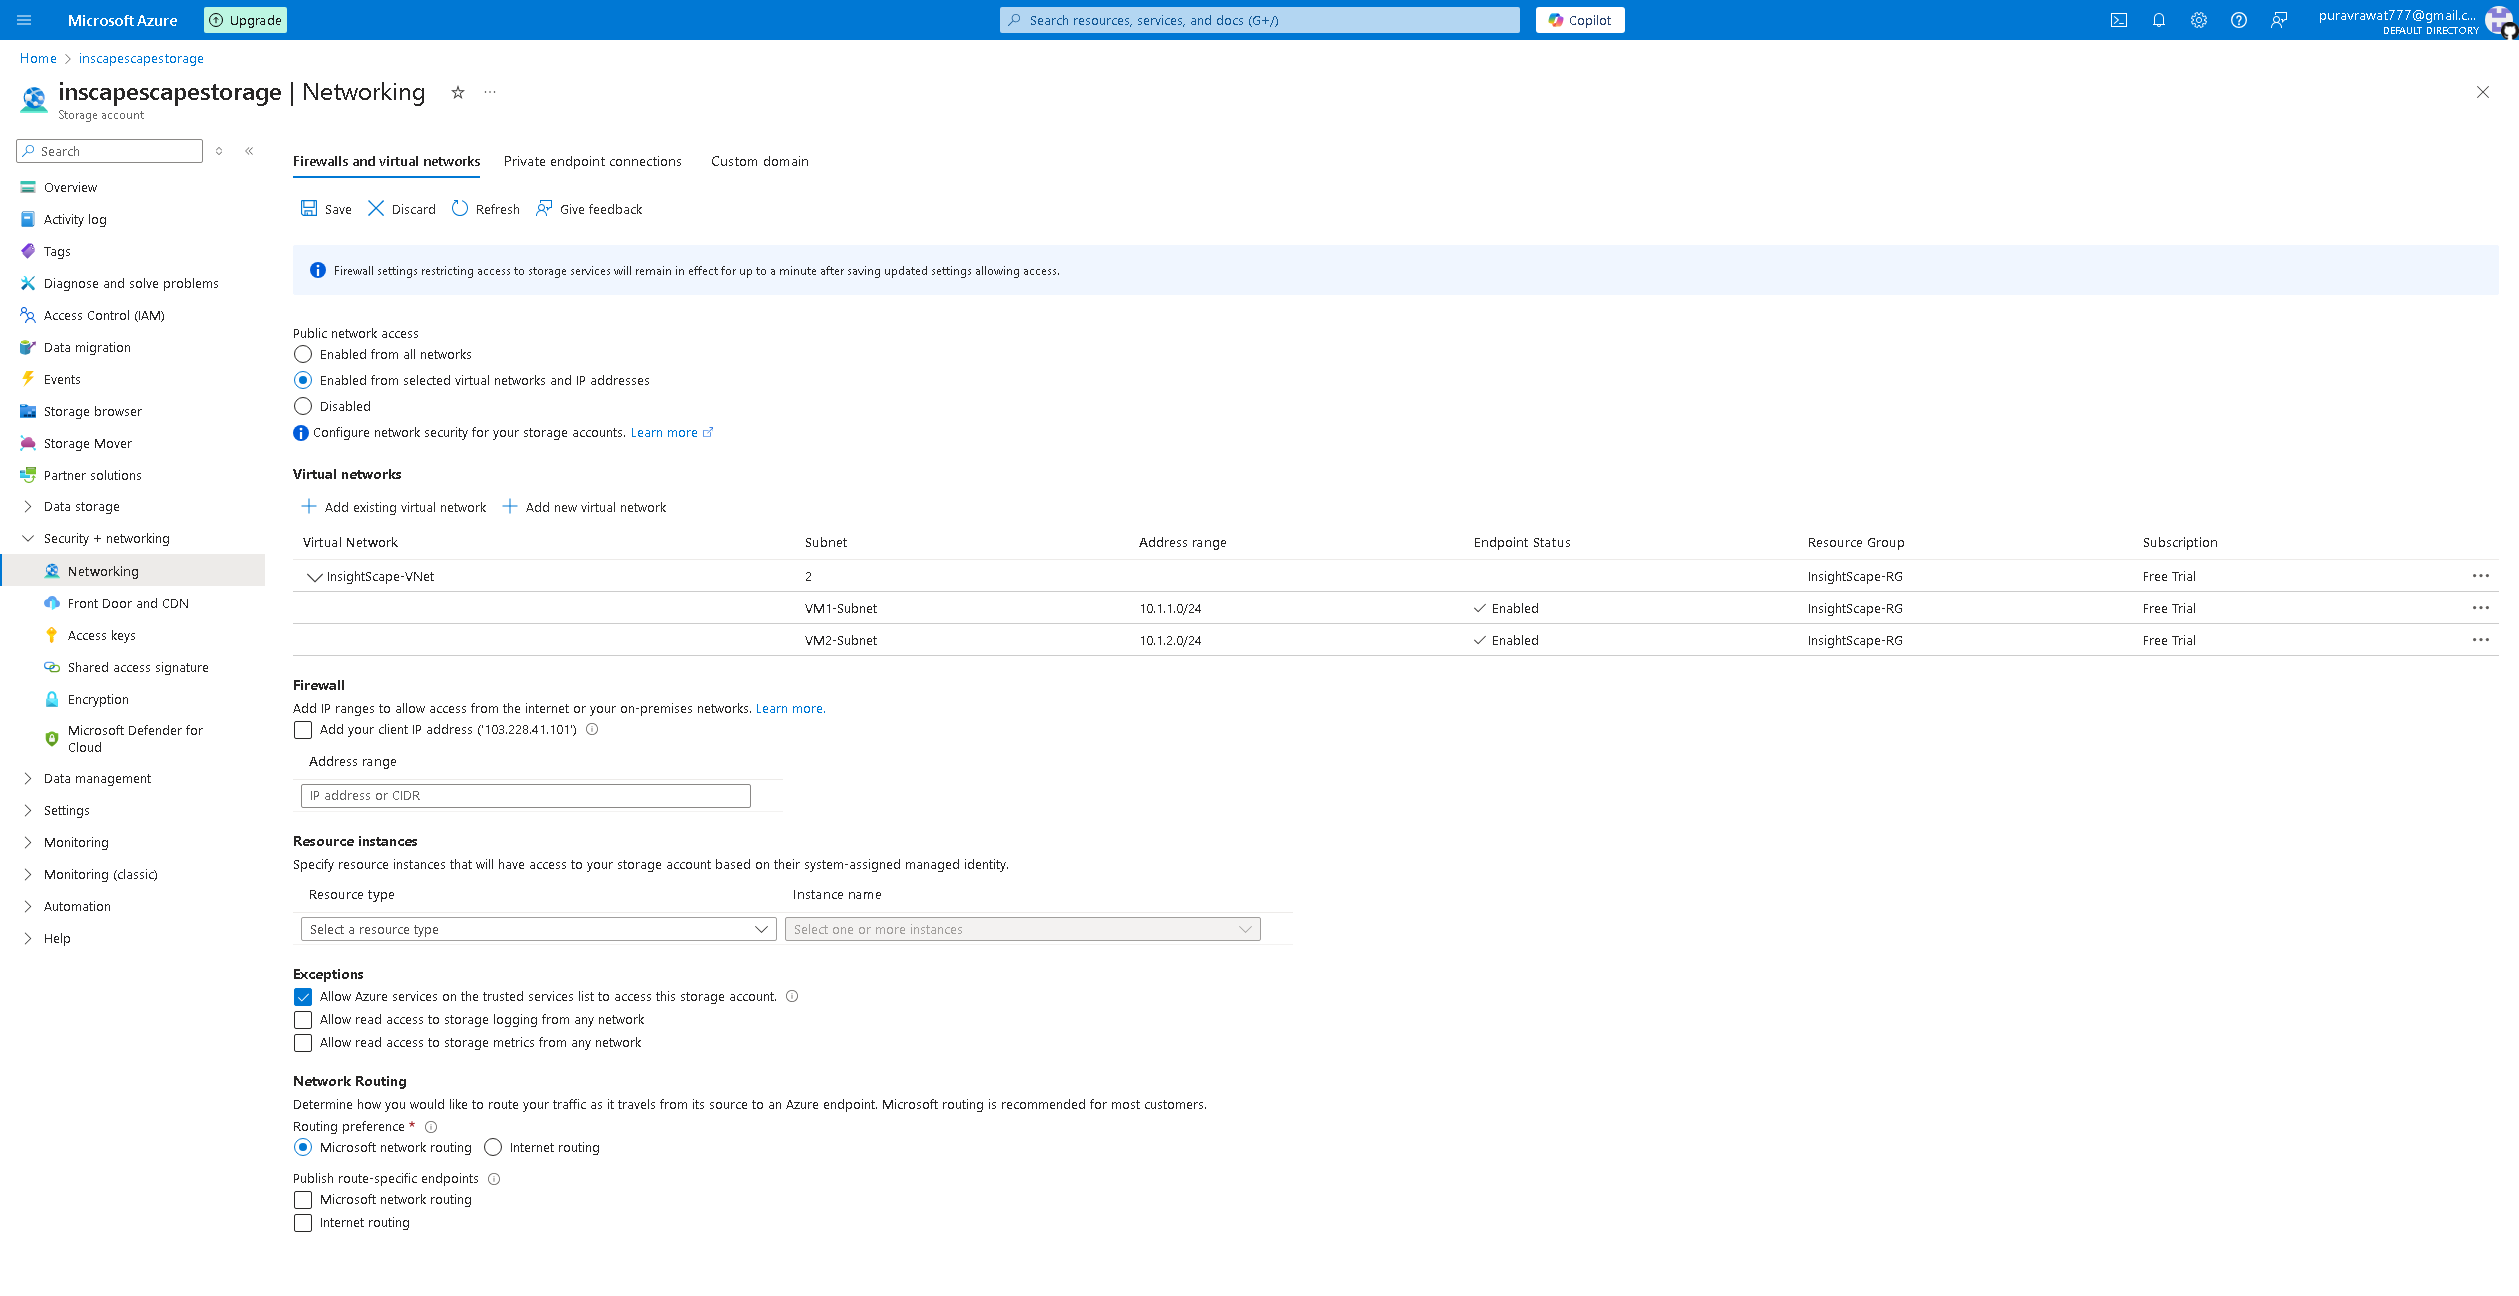 Microsoft Azure
Upgrade
Search resources, services, and docs (G+/)
Copilot
puravrawat777@gmail.c...
DEFAULT DIRECTORY
Home > inscapescapestorage
inscapescapestorage | Networking
Storage account
Search
Overview
Activity log
Tags
Diagnose and solve problems
Access Control (IAM)
Data migration
Events
Storage browser
Storage Mover
Partner solutions
Data storage
Security + networking
Networking
Front Door and CDN
Access keys
Shared access signature
Encryption
Microsoft Defender for
Cloud
Data management
Settings
Monitoring
Monitoring (classic)
Automation
Help
Firewalls and virtual networks Private endpoint connections Custom domain
Save Discard Refresh Give feedback
Firewall settings restricting access to storage services will remain in effect for up to a minute after saving updated settings allowing access.
Public network access
Enabled from all networks
Enabled from selected virtual networks and IP addresses
Disabled
Configure network security for your storage accounts. Learn more
Virtual networks
Add existing virtual network Add new virtual network
Virtual Network Subnet Address range Endpoint Status Resource Group Subscription
InsightScape-VNet 2 InsightScape-RG Free Trial ...
VM1-Subnet 10.1.1.0/24 Enabled InsightScape-RG Free Trial ...
VM2-Subnet 10.1.2.0/24 Enabled InsightScape-RG Free Trial ...
Firewall
Add IP ranges to allow access from the internet or your on-premises networks. Learn more.
Add your client IP address ('103.228.41.101')
Address range
IP address or CIDR
Resource instances
Specify resource instances that will have access to your storage account based on their system-assigned managed identity.
Resource type Instance name
Select a resource type Select one or more instances
Exceptions
Allow Azure services on the trusted services list to access this storage account.
Allow read access to storage logging from any network
Allow read access to storage metrics from any network
Network Routing
Determine how you would like to route your traffic as it travels from its source to an Azure endpoint. Microsoft routing is recommended for most customers.
Routing preference *
Microsoft network routing Internet routing
Publish route-specific endpoints
Microsoft network routing
Internet routing